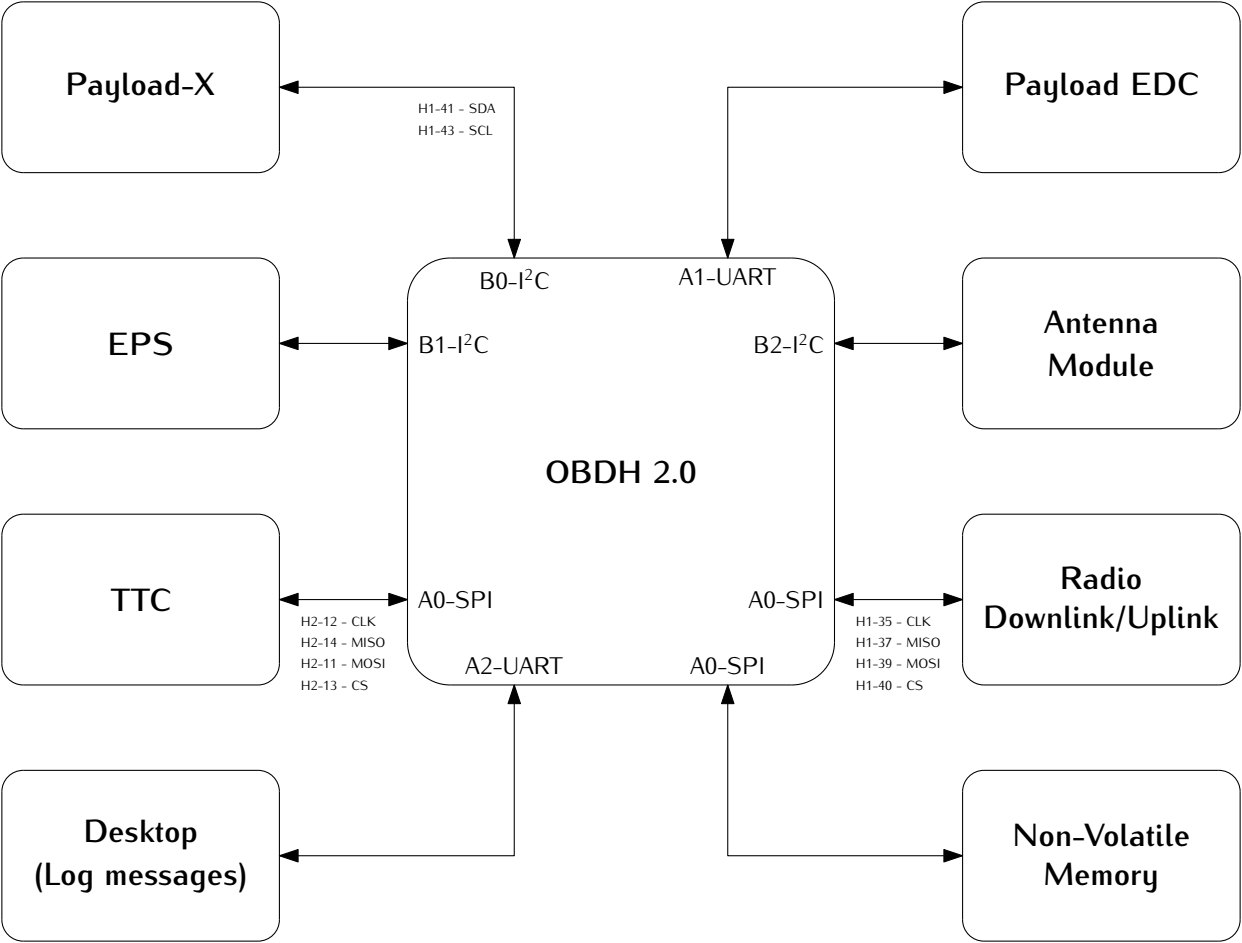 Payload-X
Payload EDC
H1-41 - SDA
H1-43 - SCL
B0-I²C
A1-UART
EPS
B1-I²C
B2-I²C
Antenna
Module
OBDH 2.0
TTC
A0-SPI
A0-SPI
Radio
Downlink/Uplink
H2-12 - CLK
H2-14 - MISO
H2-11 - MOSI
H2-13 - CS
H1-35 - CLK
H1-37 - MISO
H1-39 - MOSI
H1-40 - CS
A2-UART
A0-SPI
Desktop
(Log messages)
Non-Volatile
Memory